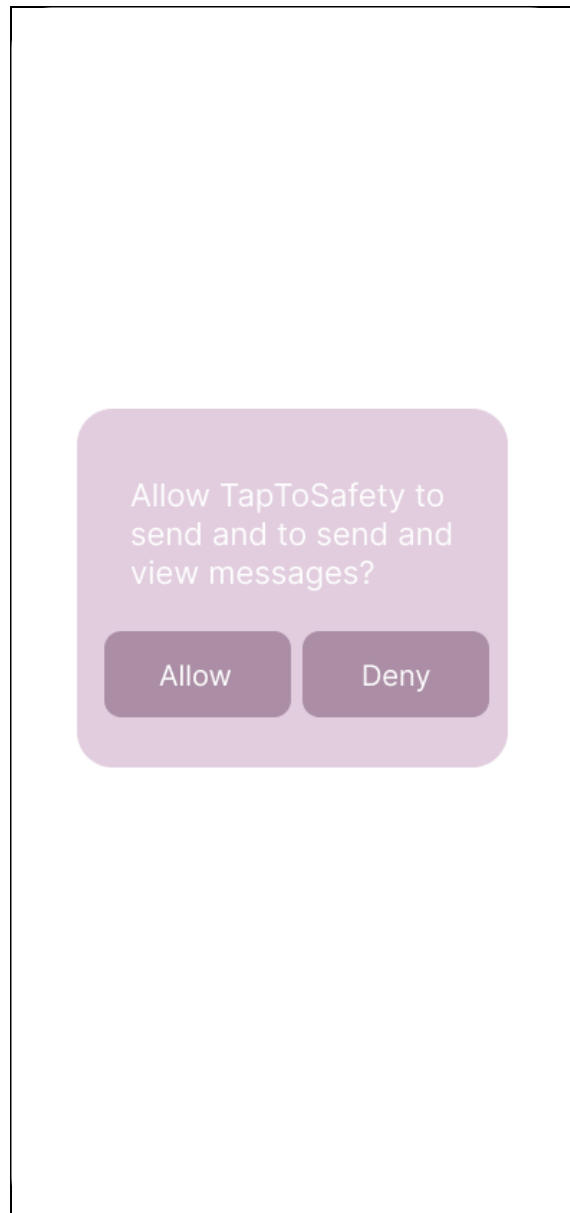 Allow TapToSafety to
send and to send and
view messages?
Allow
Deny